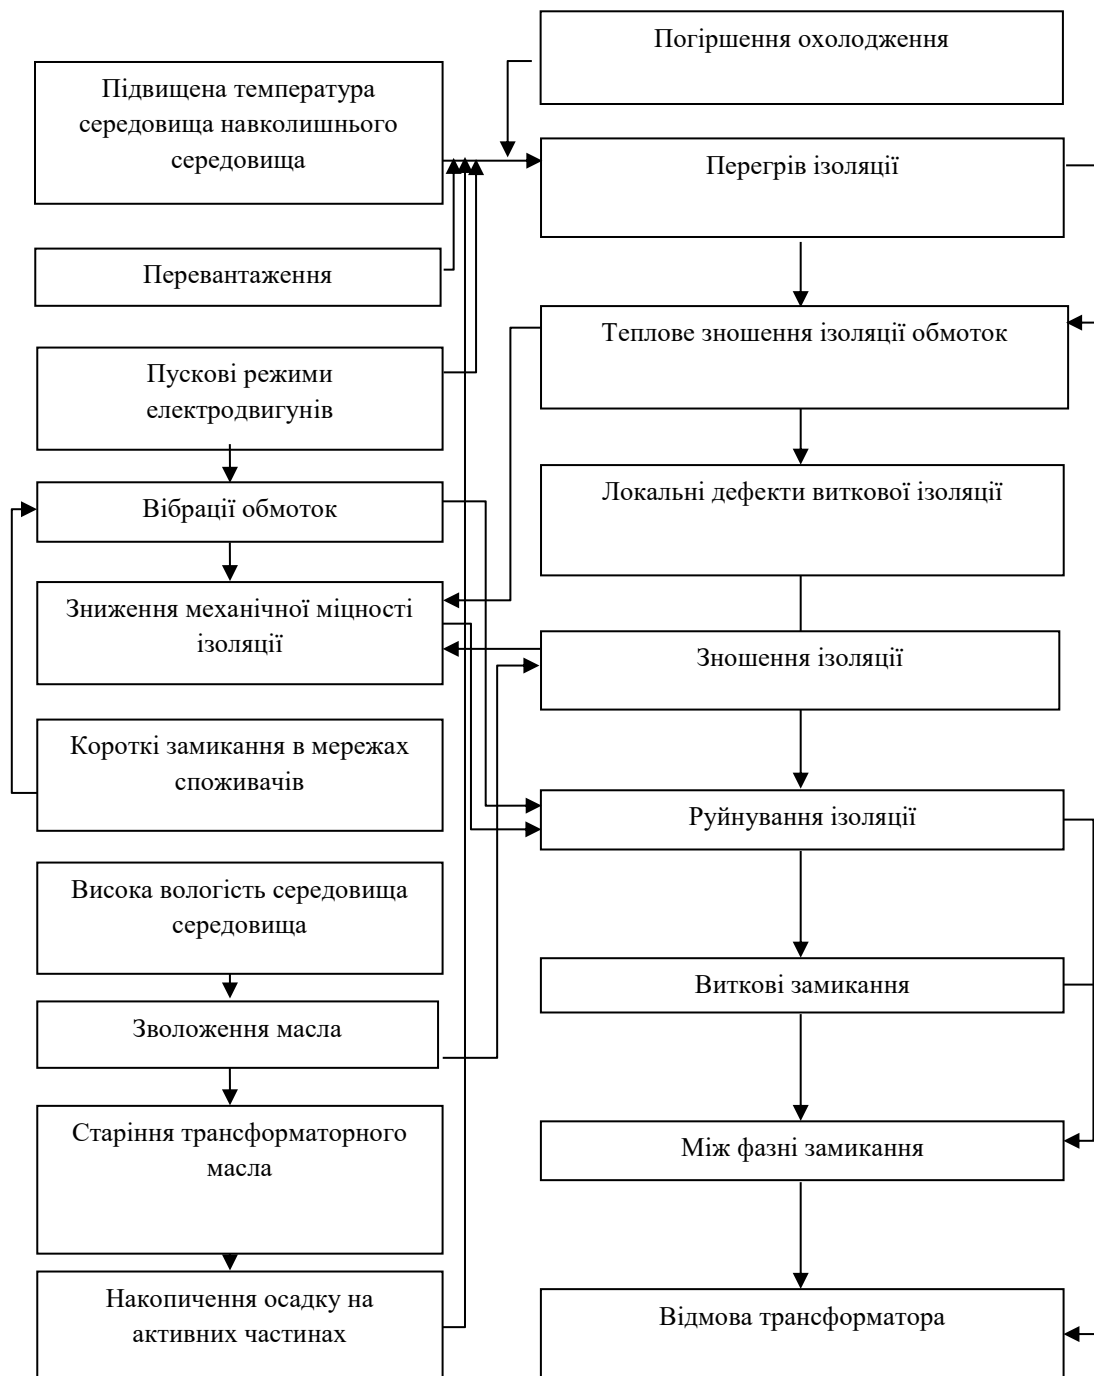 Погіршення охолодження
Підвищена температура
середовища навколишнього
середовища
Перегрів ізоляції
Перевантаження
Теплове зношення ізоляції обмоток
Пускові режими
електродвигунів
Локальні дефекти виткової ізоляції
Вібрації обмоток
Зниження механічної міцності
ізоляції
Зношення ізоляції
Короткі замикання в мережах
споживачів
Руйнування ізоляції
Висока вологість середовища
середовища
Виткові замикання
Зволоження масла
Старіння трансформаторного
масла
Між фазні замикання
Накопичення осадку на
активних частинах
Відмова трансформатора